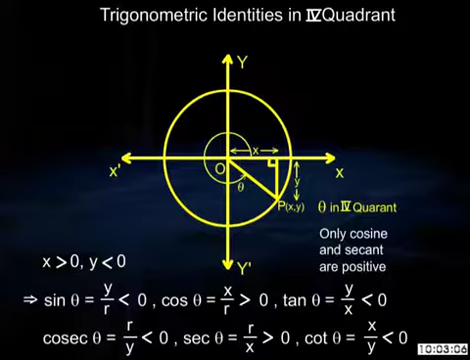 Trigonometric Identities in IV Quadrant
Y
x
x'
O
x
y
θ
P(x,y)
θ in IV Quarant
Only cosine
and secant
are positive
Y'
x > 0, y < 0
⇒ sin θ = y/r < 0 , cos θ = x/r > 0 , tan θ = y/x < 0
cosec θ = r/y < 0 , sec θ = r/x > 0 , cot θ = x/y < 0
10:03:06